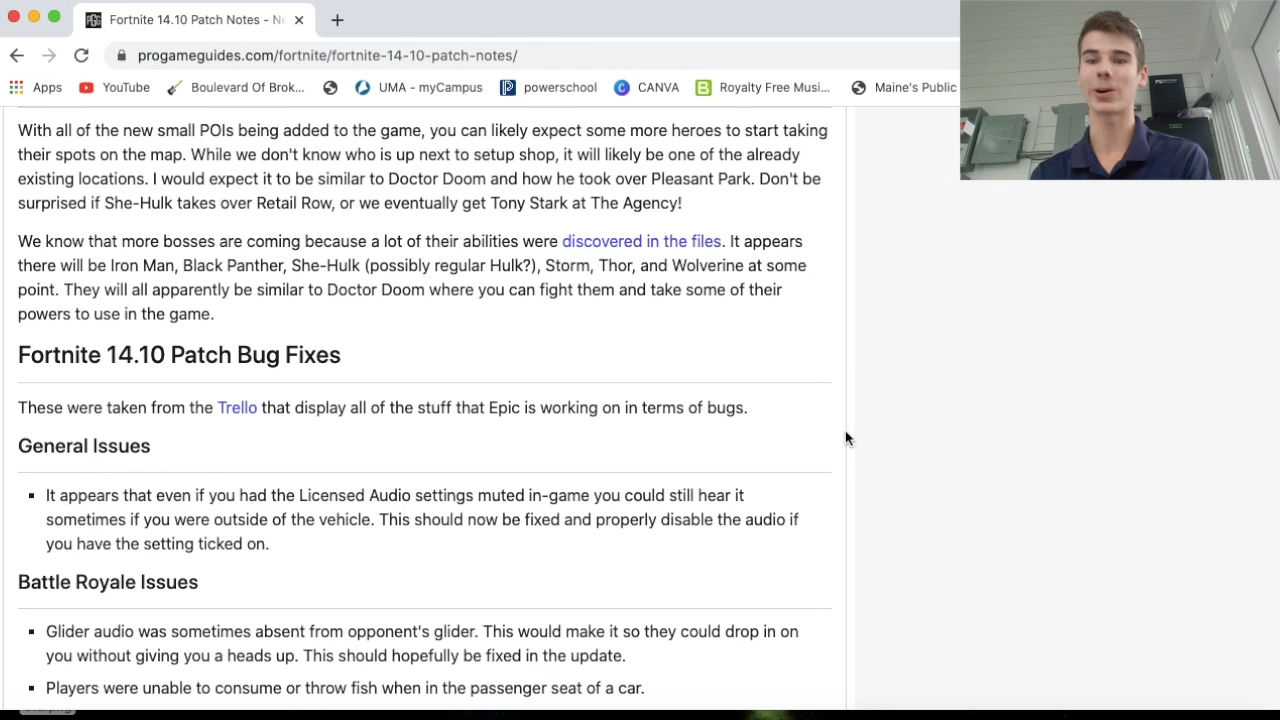 Fortnite 14.10 Patch Notes - Ne
progameguides.com/fortnite/fortnite-14-10-patch-notes/
Apps YouTube Boulevard Of Brok... UMA - myCampus powerschool CANVA Royalty Free Musi... Maine's Public
With all of the new small POIs being added to the game, you can likely expect some more heroes to start taking
their spots on the map. While we don't know who is up next to setup shop, it will likely be one of the already
existing locations. I would expect it to be similar to Doctor Doom and how he took over Pleasant Park. Don't be
surprised if She-Hulk takes over Retail Row, or we eventually get Tony Stark at The Agency!
We know that more bosses are coming because a lot of their abilities were discovered in the files. It appears
there will be Iron Man, Black Panther, She-Hulk (possibly regular Hulk?), Storm, Thor, and Wolverine at some
point. They will all apparently be similar to Doctor Doom where you can fight them and take some of their
powers to use in the game.
Fortnite 14.10 Patch Bug Fixes
These were taken from the Trello that display all of the stuff that Epic is working on in terms of bugs.
General Issues
It appears that even if you had the Licensed Audio settings muted in-game you could still hear it
sometimes if you were outside of the vehicle. This should now be fixed and properly disable the audio if
you have the setting ticked on.
Battle Royale Issues
Glider audio was sometimes absent from opponent's glider. This would make it so they could drop in on
you without giving you a heads up. This should hopefully be fixed in the update.
Players were unable to consume or throw fish when in the passenger seat of a car.